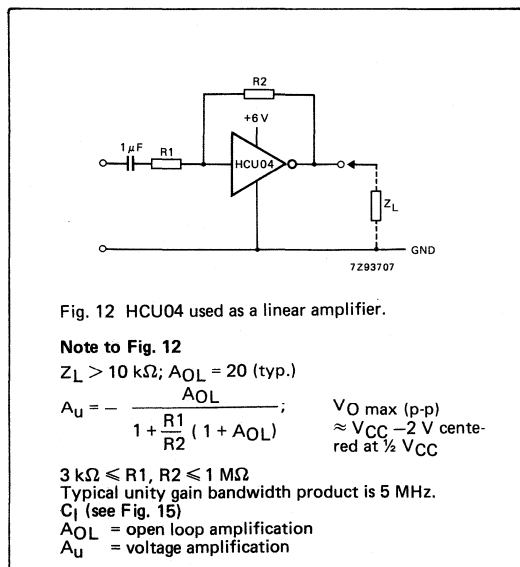 R2
+6 V
1 μF
R1
HCU04
Z_L
GND
7Z93707
Fig. 12 HCU04 used as a linear amplifier.
Note to Fig. 12
Z_L > 10 kΩ; A_OL = 20 (typ.)
A_u = − A_OL / (1 + R1/R2 (1 + A_OL));
V_O max (p-p)
≈ V_CC −2 V cente-
red at ½ V_CC
3 kΩ ⩽ R1, R2 ⩽ 1 MΩ
Typical unity gain bandwidth product is 5 MHz.
C_I (see Fig. 15)
A_OL = open loop amplification
A_u = voltage amplification